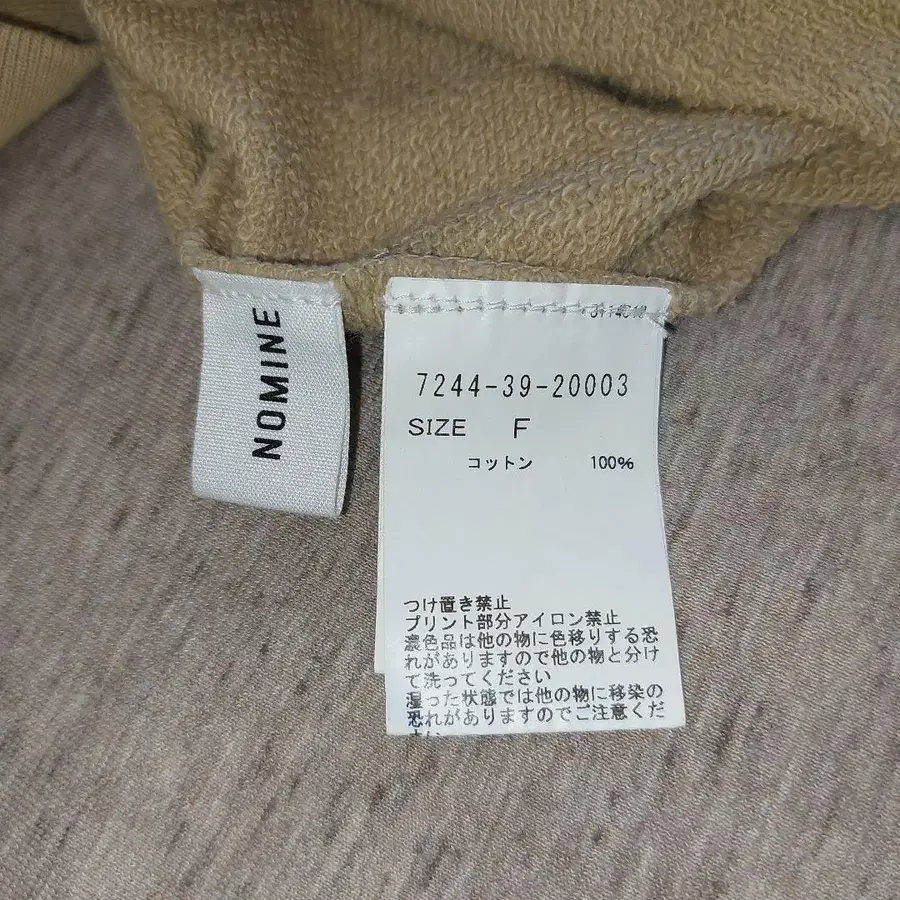 NOMINE
7244-39-20003
SIZE F
コットン 100%
つけ置き禁止
プリント部分アイロン禁止
濃色品は他の物に色移りする恐
れがありますので他の物と分け
て洗ってください
湿った状態では他の物に移染の
恐れがありますのでご注意くだ
さい